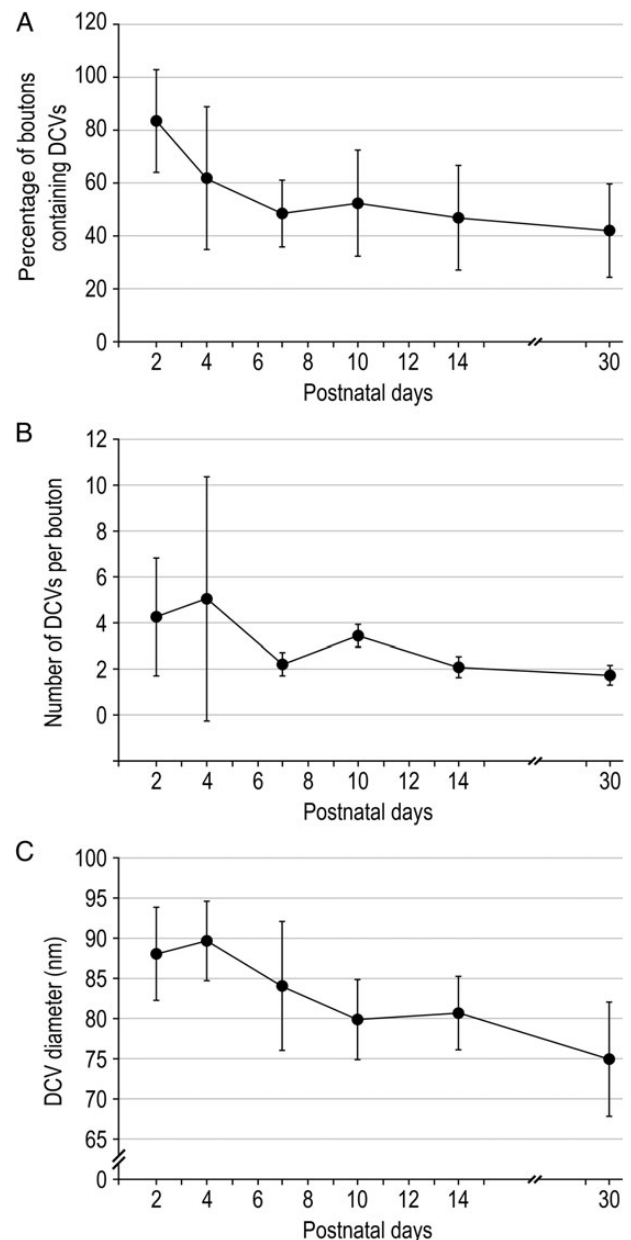 A
Percentage of boutons
containing DCVs
120
100
80
60
40
20
0
2 4 6 8 10 12 14 30
Postnatal days
B
Number of DCVs per bouton
12
10
8
6
4
2
0
2 4 6 8 10 12 14 30
Postnatal days
C
DCV diameter (nm)
100
95
90
85
80
75
70
65
0
2 4 6 8 10 12 14 30
Postnatal days